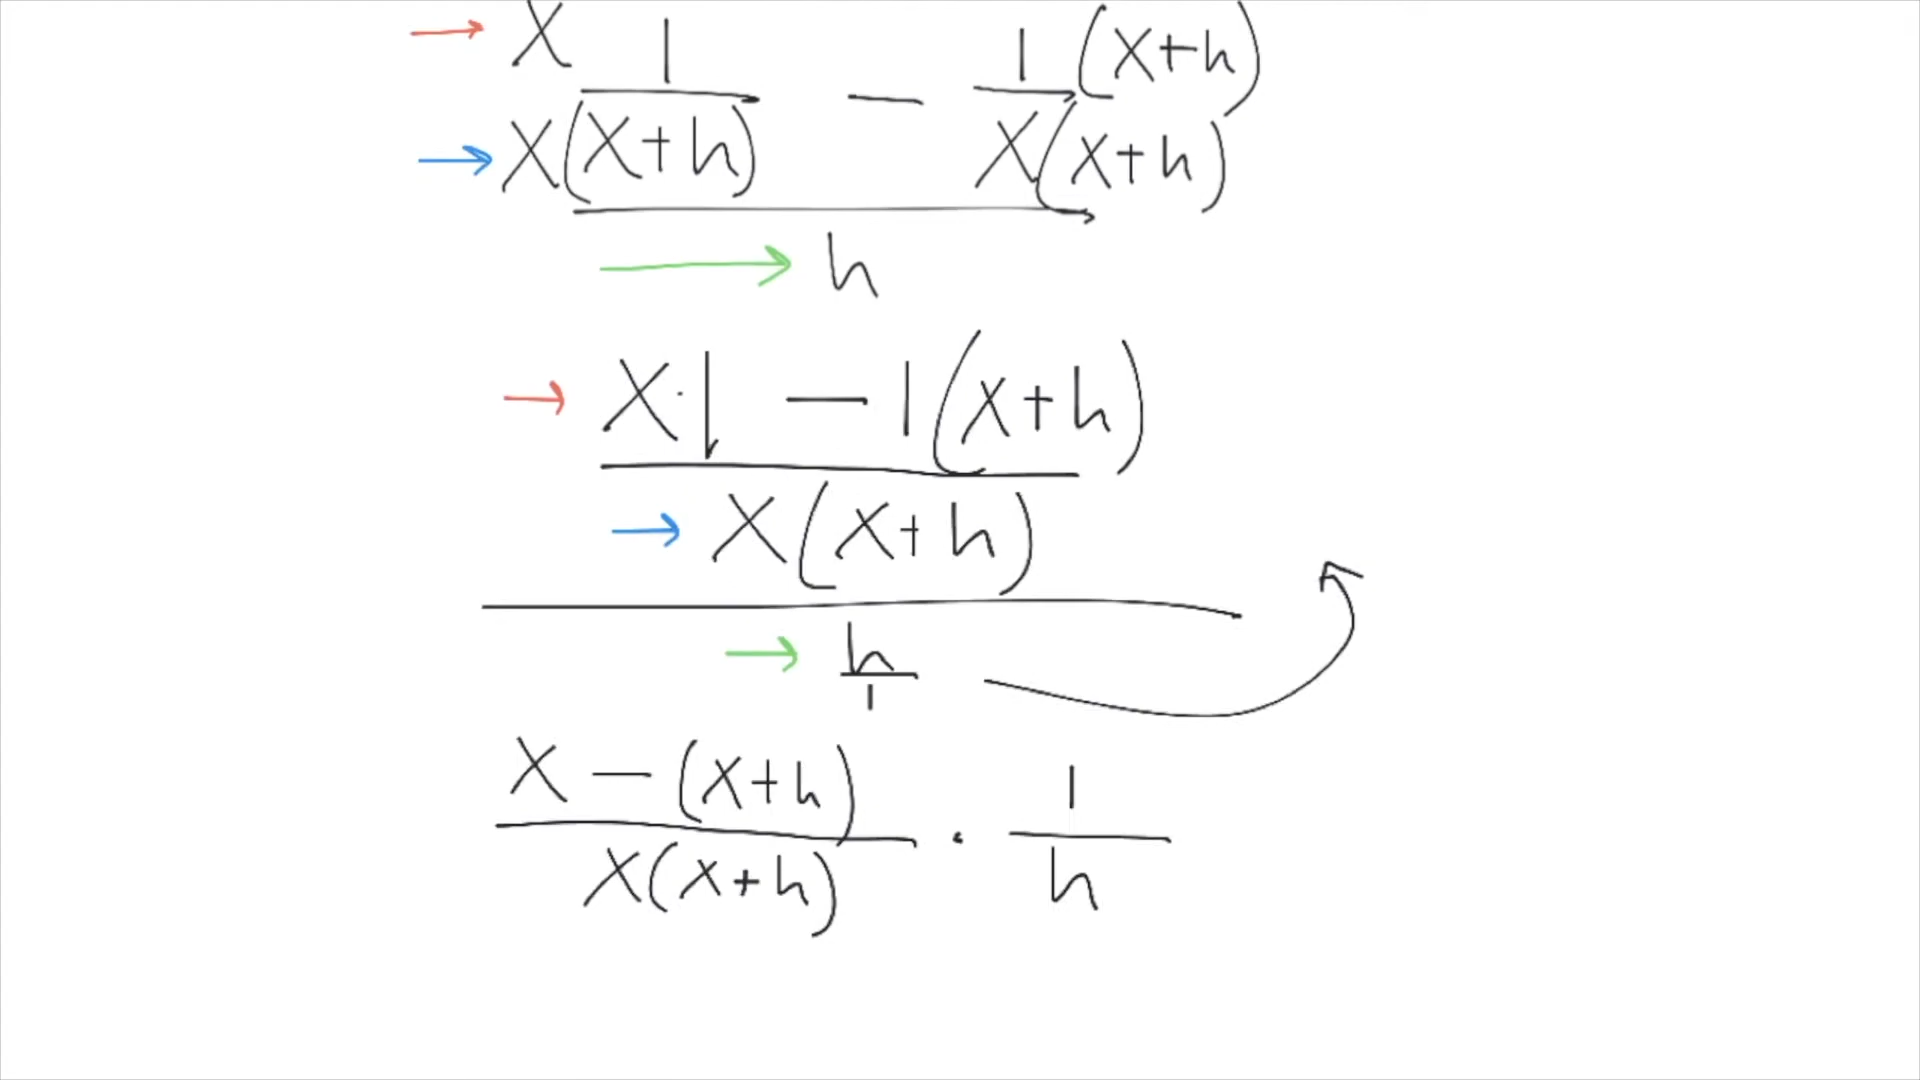 X 1 — 1 (X+h)
X(X+h) X(X+h)
h
X·1 — 1(X+h)
X(X+h)
h
1
X — (X+h) · 1
X(X+h) h